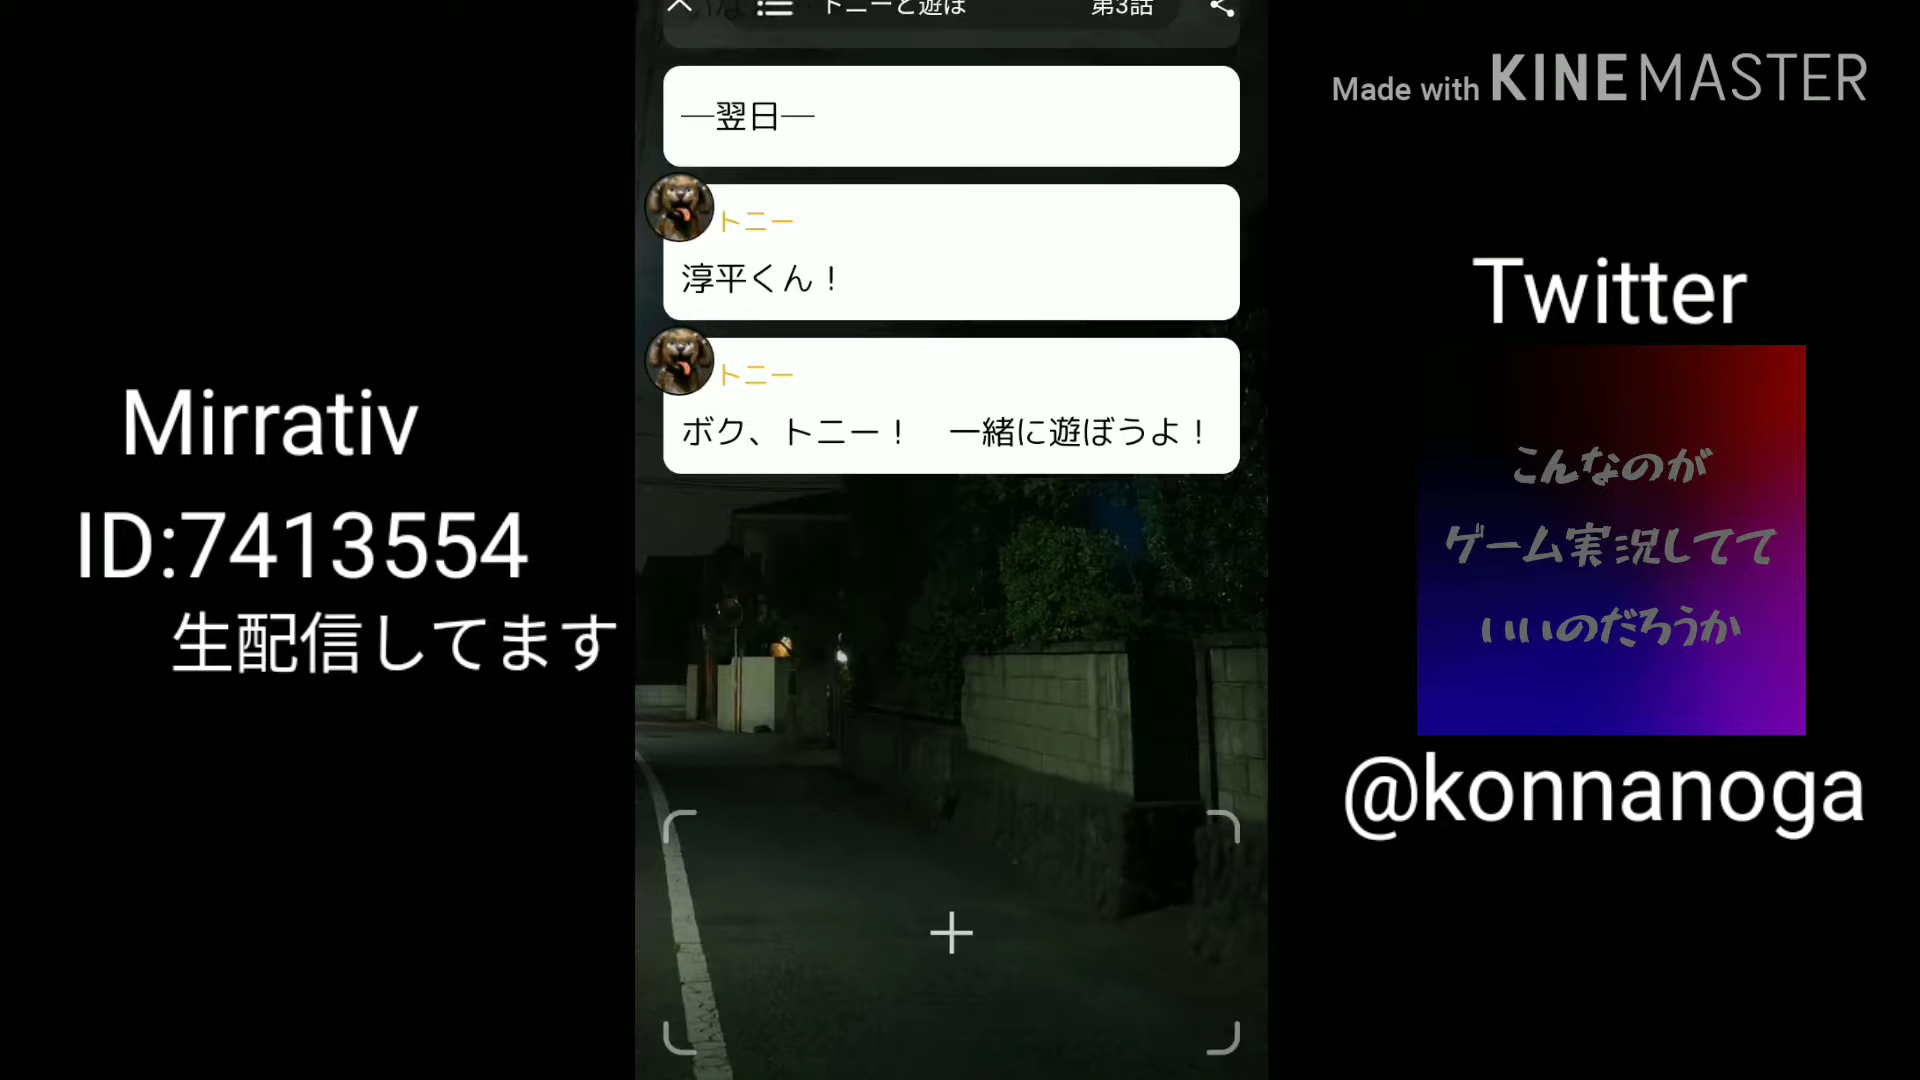 トニーと遊ぼ 第3話
―翌日―
トニー
淳平くん！
トニー
ボク、トニー！　一緒に遊ぼうよ！
Mirrativ
ID:7413554
生配信してます
Made with KINEMASTER
Twitter
こんなのが
ゲーム実況してて
いいのだろうか
@konnanoga